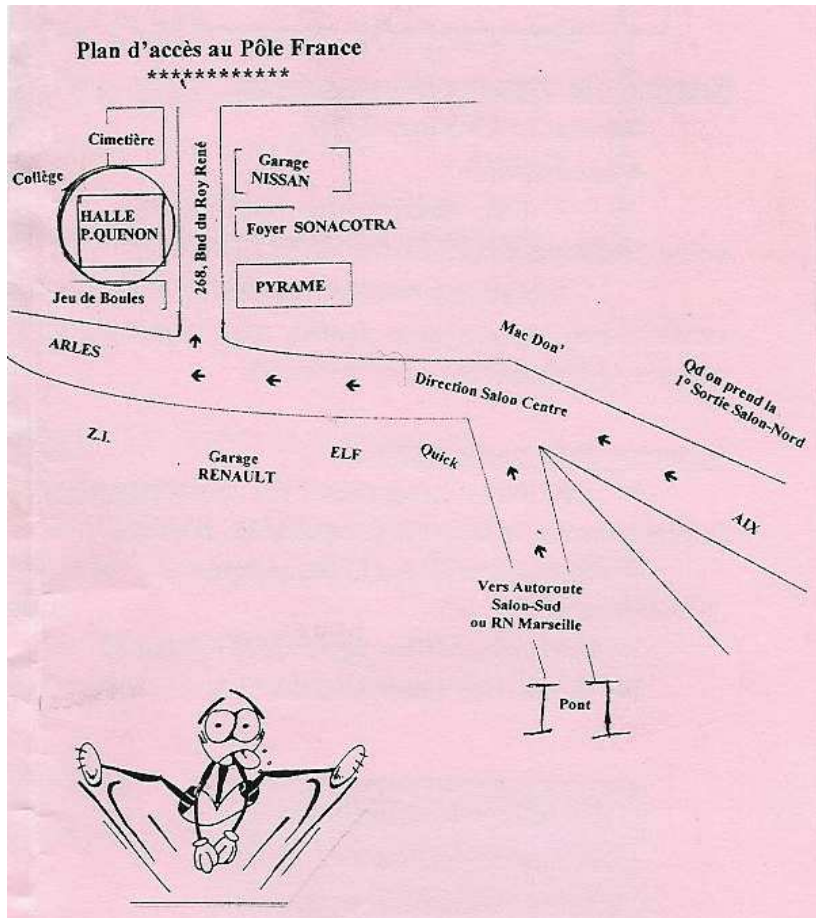 Plan d'accès au Pôle France
************
Cimetière
Collège
HALLE
P.QUINON
Jeu de Boules
268, Bnd du Roy René
Garage
NISSAN
Foyer SONACOTRA
PYRAME
ARLES
Mac Don'
Direction Salon Centre
Qd on prend la
1° Sortie Salon-Nord
Z.I.
Garage
RENAULT
ELF
Quick
AIX
Vers Autoroute
Salon-Sud
ou RN Marseille
Pont